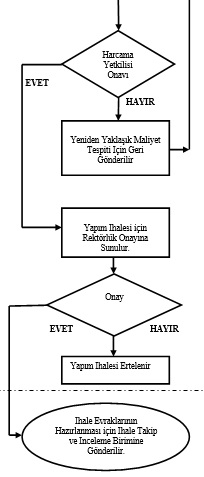 Harcama
Yetkilisi
Onayı
EVET
HAYIR
Yeniden Yaklaşık Maliyet
Tespiti İçin Geri
Gönderilir
Yapım İhalesi için
Rektörlük Onayına
Sunulur.
Onay
EVET
HAYIR
Yapım İhalesi Ertelenir
İhale Evraklarının
Hazırlanması için İhale Takip
ve İnceleme Birimine
Gönderilir.